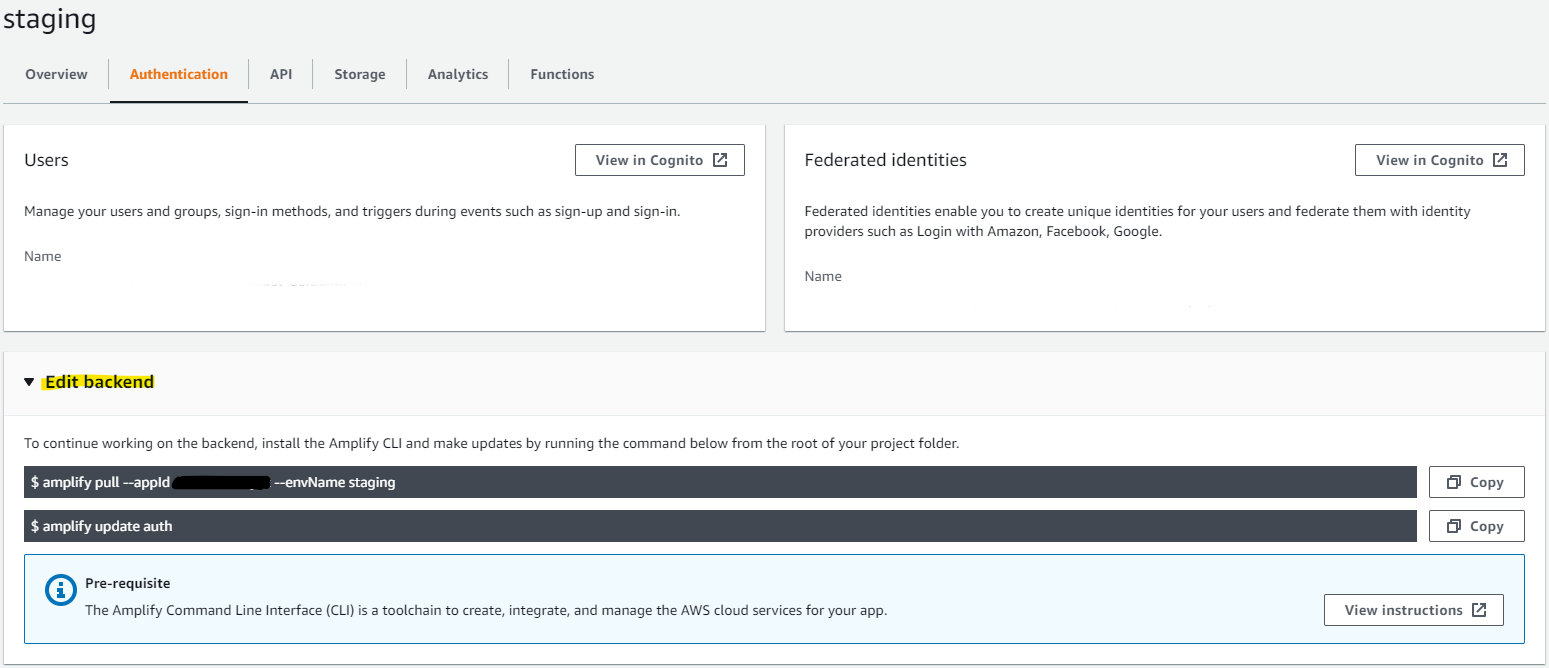 staging
Overview
Authentication
API
Storage
Analytics
Functions
Users
View in Cognito
Manage your users and groups, sign-in methods, and triggers during events such as sign-up and sign-in.
Name
Federated identities
View in Cognito
Federated identities enable you to create unique identities for your users and federate them with identity
providers such as Login with Amazon, Facebook, Google.
Name
Edit backend
To continue working on the backend, install the Amplify CLI and make updates by running the command below from the root of your project folder.
$ amplify pull --appId --envName staging
Copy
$ amplify update auth
Copy
Pre-requisite
The Amplify Command Line Interface (CLI) is a toolchain to create, integrate, and manage the AWS cloud services for your app.
View instructions